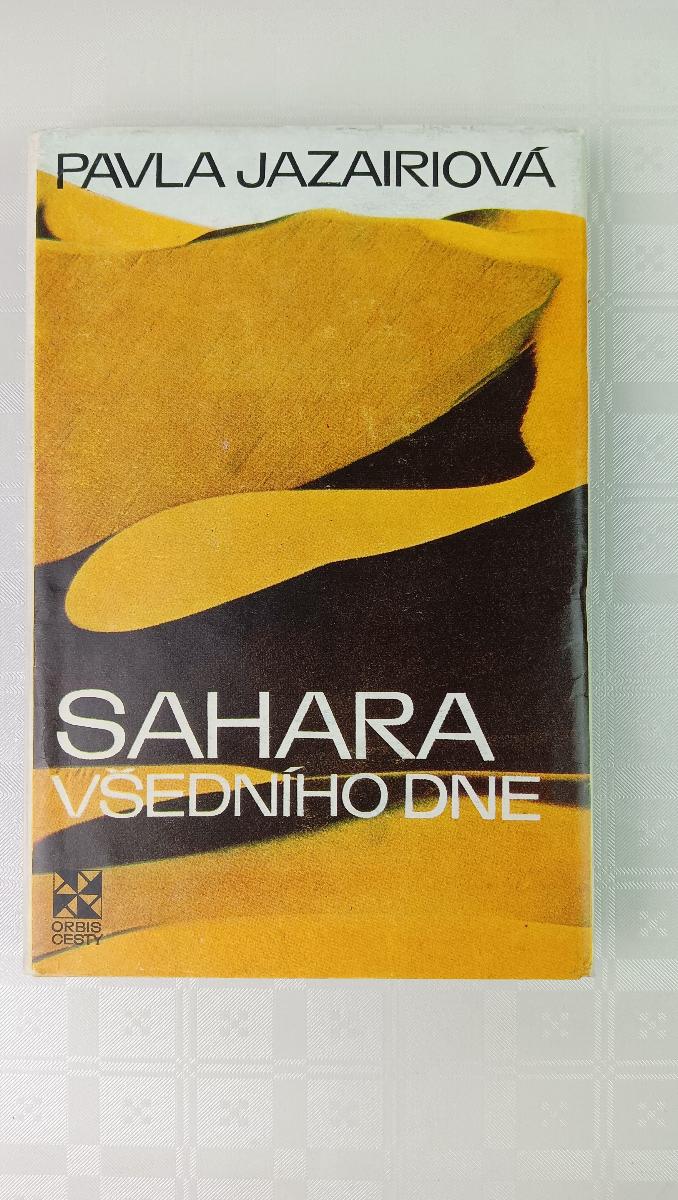 PAVLA JAZAIRIOVÁ
SAHARA
VŠEDNÍHO DNE
ORBIS
CESTY